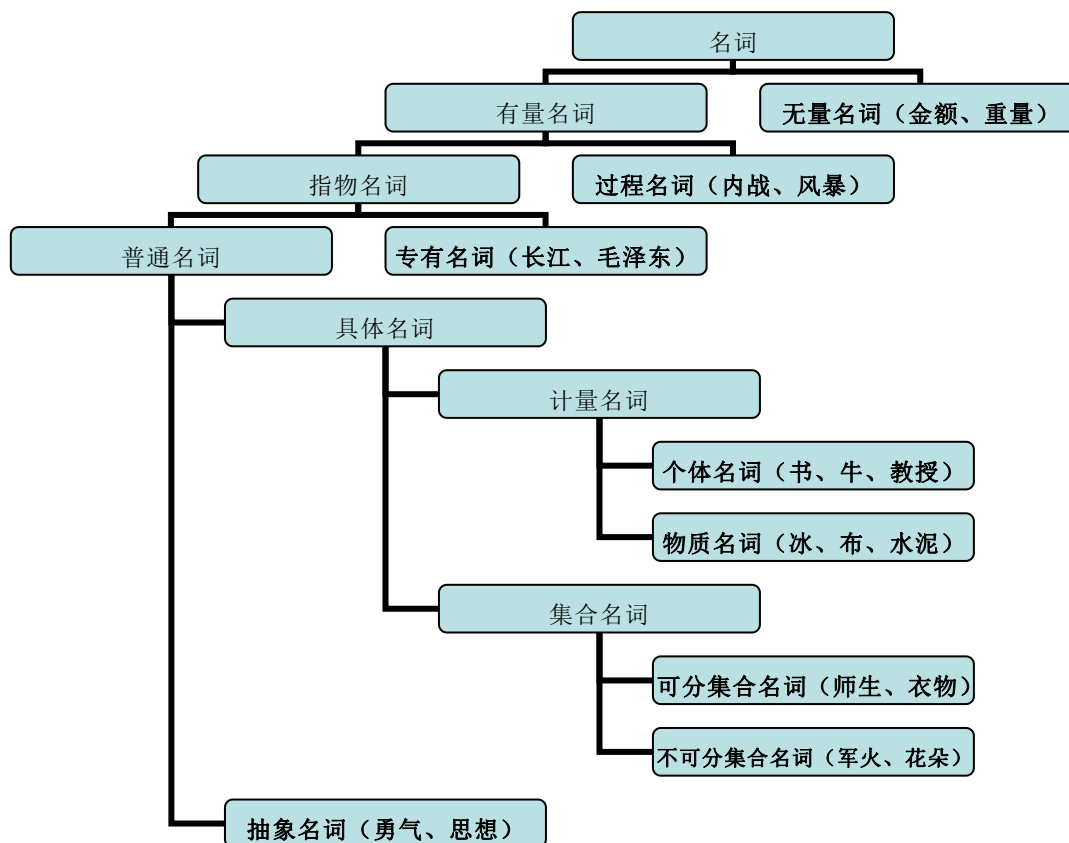 名词
有量名词
无量名词（金额、重量）
指物名词
过程名词（内战、风暴）
普通名词
专有名词（长江、毛泽东）
具体名词
计量名词
个体名词（书、牛、教授）
物质名词（冰、布、水泥）
集合名词
可分集合名词（师生、衣物）
不可分集合名词（军火、花朵）
抽象名词（勇气、思想）